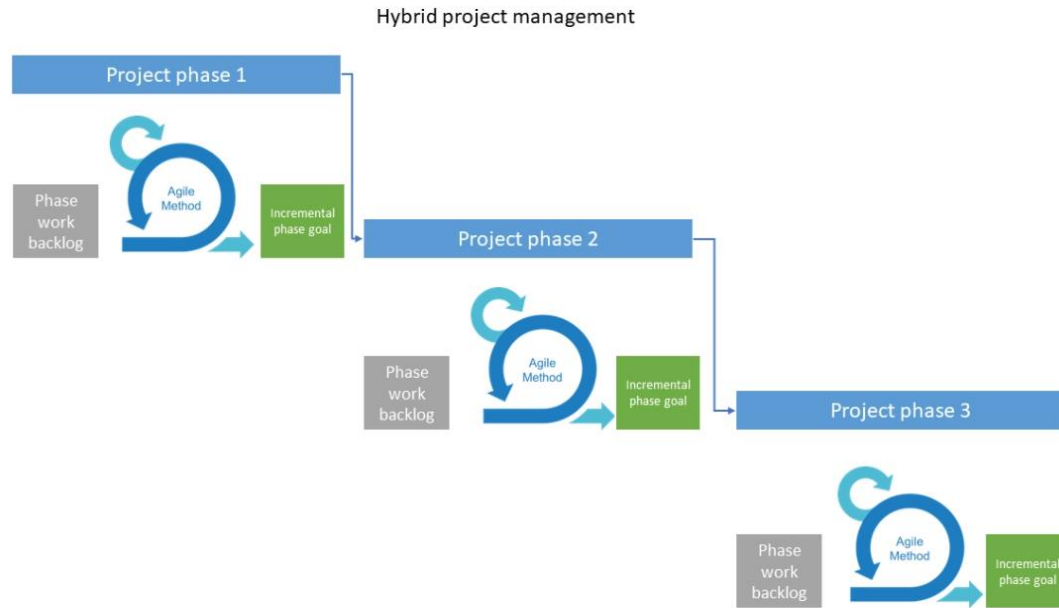 Hybrid project management
Project phase 1
Phase
work
backlog
Agile
Method
Incremental
phase goal
Project phase 2
Phase
work
backlog
Agile
Method
Incremental
phase goal
Project phase 3
Phase
work
backlog
Agile
Method
Incremental
phase goal